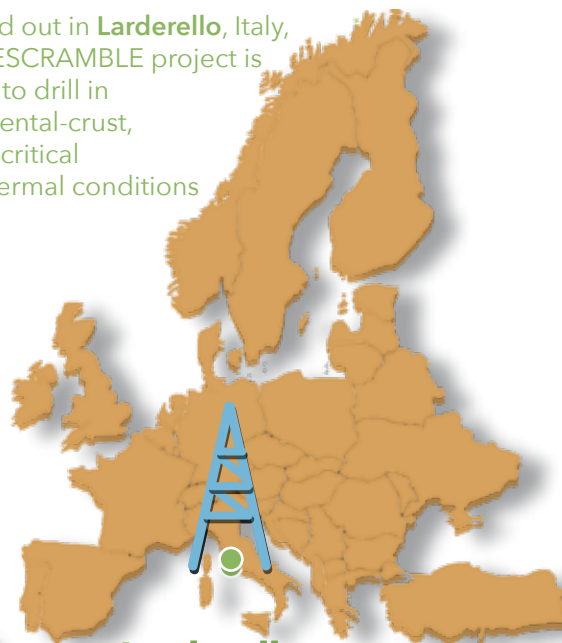 d out in Larderello, Italy,
ESCRAMBLE project is
to drill in
ental-crust,
critical
ermal conditions